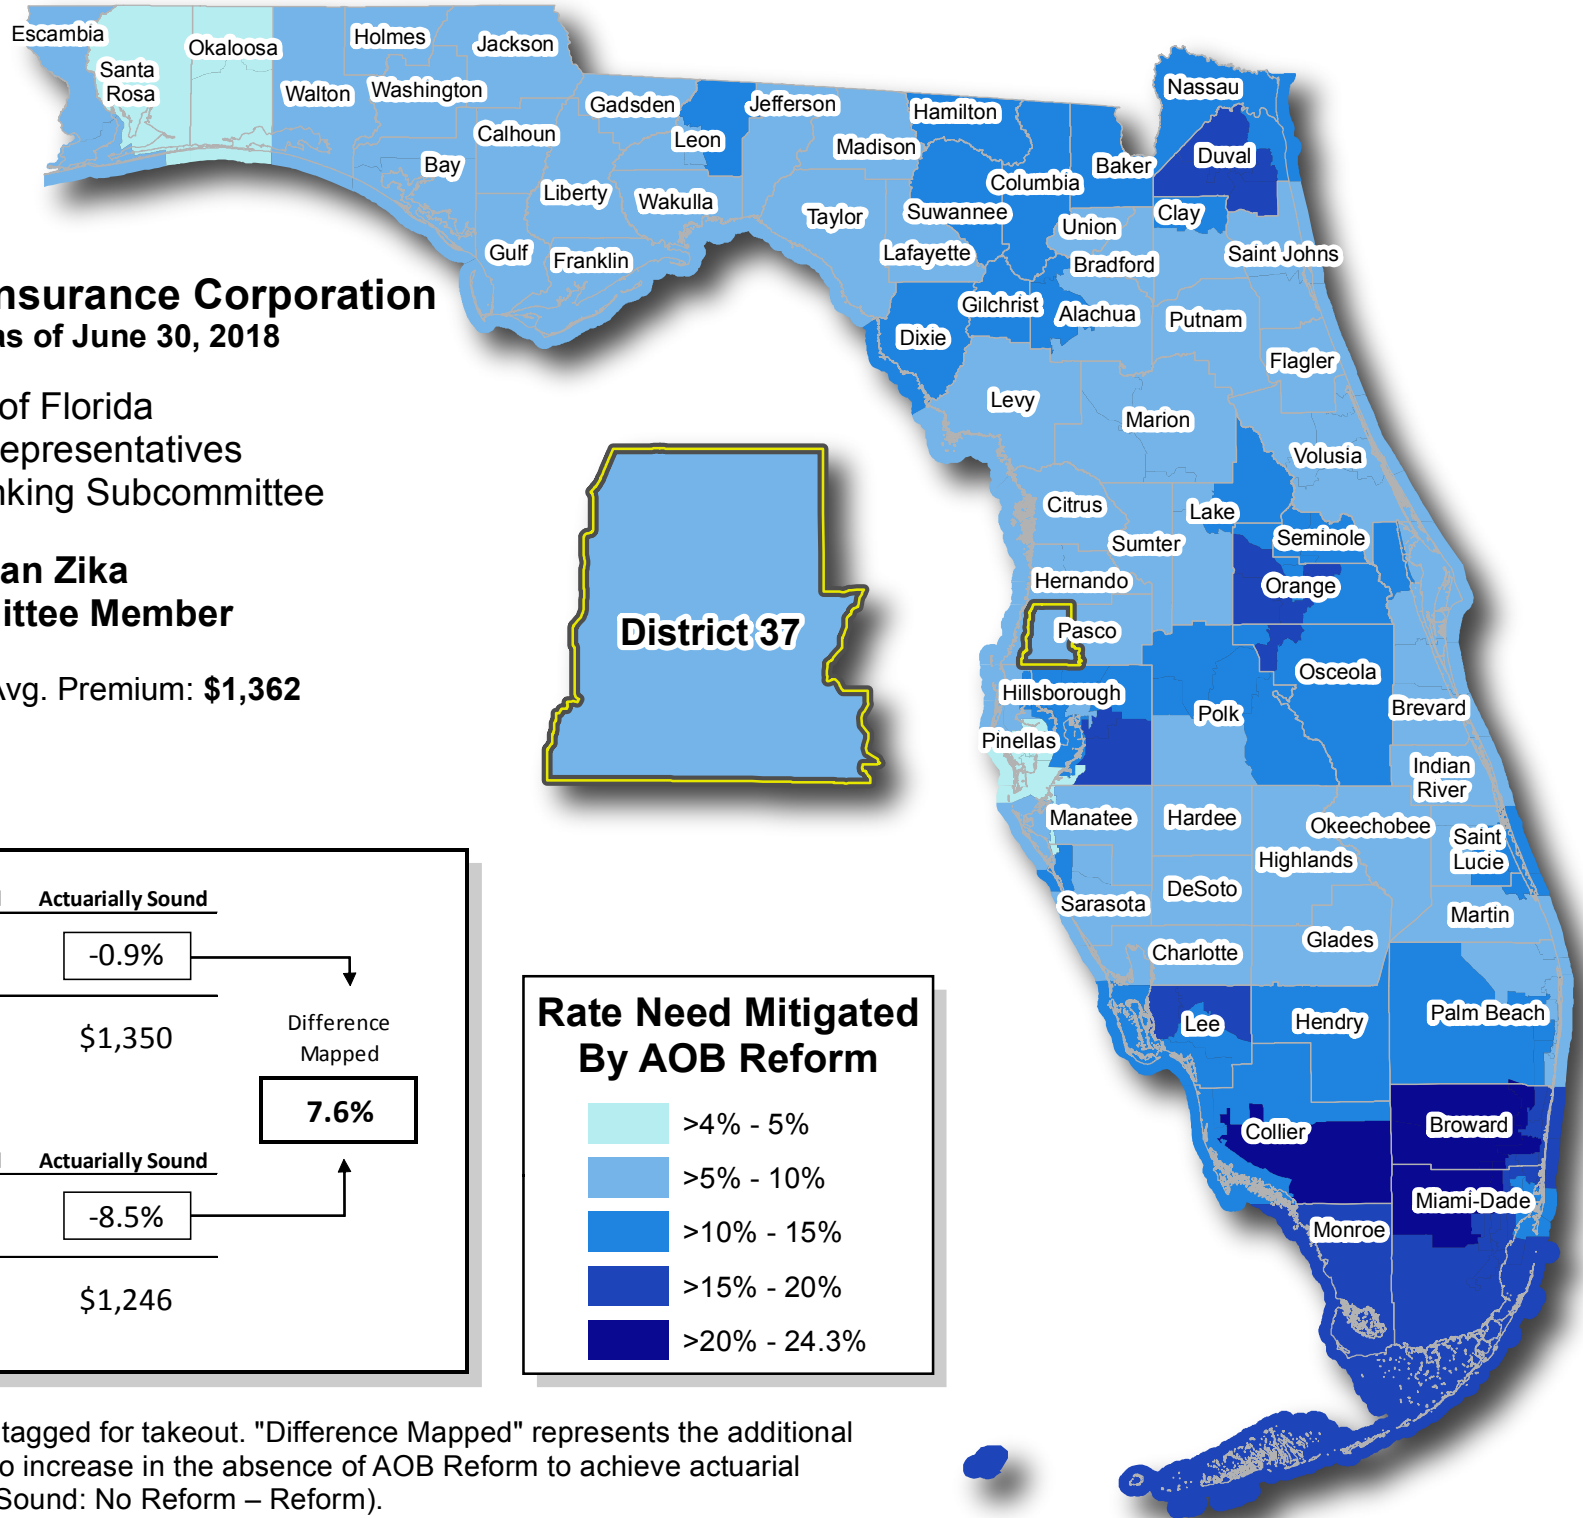 Escambia
Santa
Rosa
Okaloosa
Walton
Holmes
Washington
Jackson
Bay
Calhoun
Gulf
Liberty
Franklin
Gadsden
Leon
Wakulla
Jefferson
Madison
Taylor
Hamilton
Suwannee
Lafayette
Columbia
Baker
Nassau
Duval
Union
Clay
Bradford
Saint Johns
Gilchrist
Dixie
Alachua
Putnam
Flagler
Levy
Marion
Volusia
Citrus
Lake
Sumter
Seminole
Hernando
Orange
Pasco
Osceola
Hillsborough
Polk
Brevard
Pinellas
Indian
River
Manatee
Hardee
Okeechobee
Saint
Lucie
Highlands
DeSoto
Sarasota
Martin
Charlotte
Glades
Lee
Hendry
Palm Beach
Collier
Broward
Miami-Dade
Monroe
nsurance Corporation
as of June 30, 2018
of Florida
epresentatives
nking Subcommittee
an Zika
ittee Member
Avg. Premium: $1,362
District 37
Actuarially Sound
-0.9%
$1,350
Difference
Mapped
7.6%
Actuarially Sound
-8.5%
$1,246
Rate Need Mitigated
By AOB Reform
>4% - 5%
>5% - 10%
>10% - 15%
>15% - 20%
>20% - 24.3%
tagged for takeout. "Difference Mapped" represents the additional
o increase in the absence of AOB Reform to achieve actuarial
Sound: No Reform – Reform).